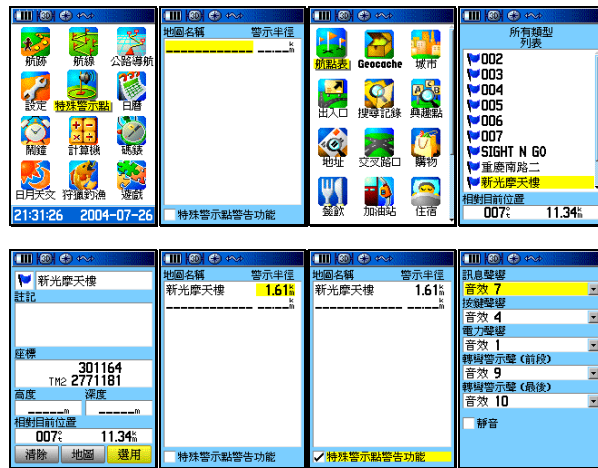 航跡 航線 公路導航
設定 特殊警示點 日曆
鬧鐘 計算機 碼錶
日月天文 狩獵釣漁 遊戲
21:31:26 2004-07-26
地圖名稱 警示半徑
特殊警示點警告功能
航點表 Geocache 城市
出入口 搜尋記錄 興趣點
地址 交叉路口 購物
餐飲 加油站 住宿
所有類型
列表
002
003
004
005
006
007
SIGHT N GO
重慶南路二
新光摩天樓
相對目前位置
007° 11.34
新光摩天樓
註記
座標
301164
TM2 2771181
高度 深度
相對目前位置
007° 11.34
清除 地圖 選用
地圖名稱 警示半徑
新光摩天樓 1.61
特殊警示點警告功能
地圖名稱 警示半徑
新光摩天樓 1.61
特殊警示點警告功能
訊息聲響
音效 7
按鍵聲響
音效 4
電力聲響
音效 1
轉彎警示聲 (前段)
音效 9
轉彎警示聲 (最後)
音效 10
靜音